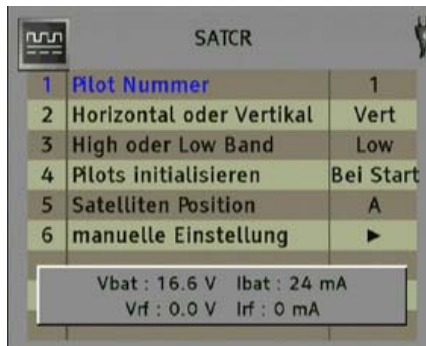 SATCR
1 Pilot Nummer 1
2 Horizontal oder Vertikal Vert
3 High oder Low Band Low
4 Pilots initialisieren Bei Start
5 Satelliten Position A
6 manuelle Einstellung ►
Vbat : 16.6 V Ibat : 24 mA
Vrf : 0.0 V Irf : 0 mA